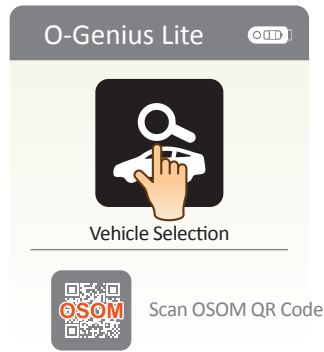 O-Genius Lite
Vehicle Selection
OSOM
Scan OSOM QR Code